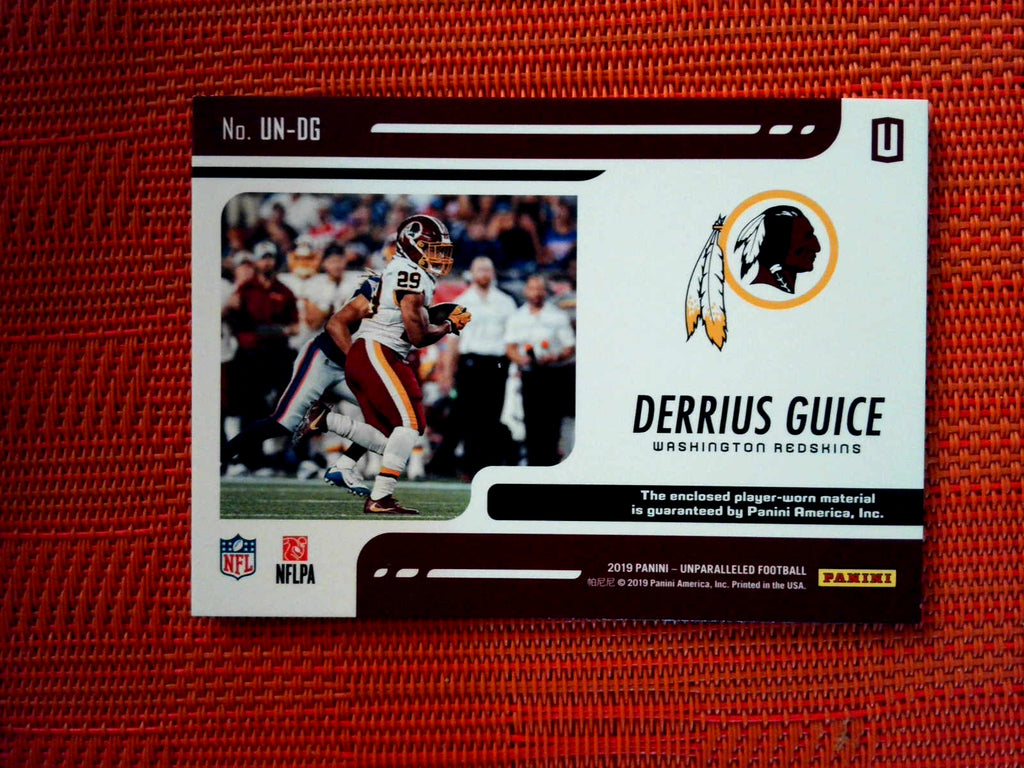 No. UN-DG
U
29
DERRIUS GUICE
WASHINGTON REDSKINS
The enclosed player-worn material
is guaranteed by Panini America, Inc.
NFL
NFLPA
2019 PANINI – UNPARALLELED FOOTBALL
帕尼尼 © 2019 Panini America, Inc. Printed in the USA.
PANINI